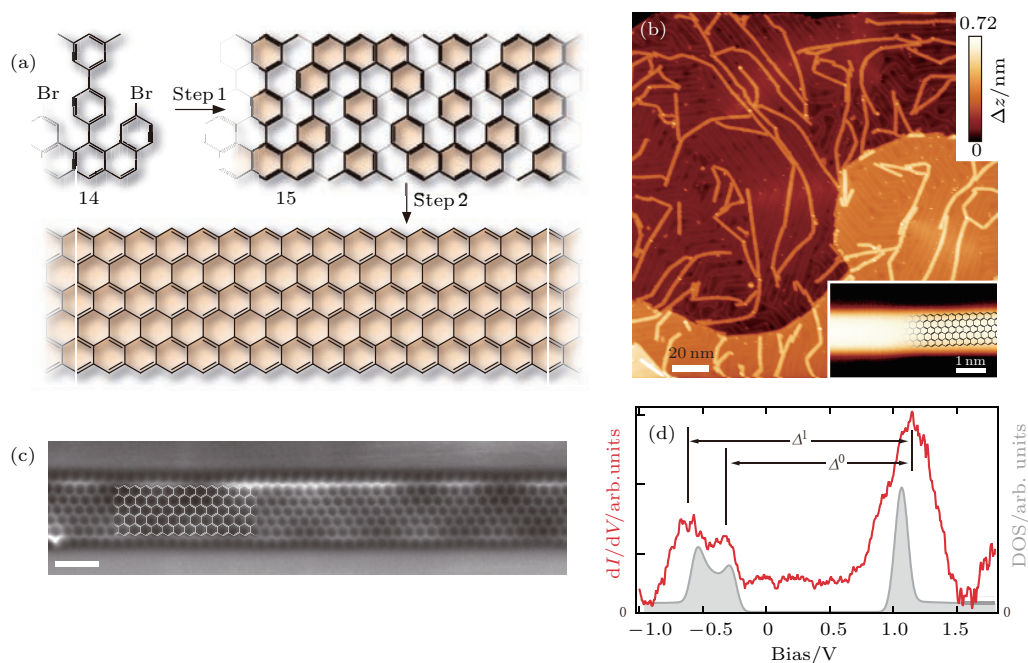 (a)
Br
Br
Step 1
14
15
Step 2
(b)
0.72
Δz/nm
0
20 nm
1 nm
(c)
(d)
Δ1
Δ0
dI/dV/arb.units
DOS/arb. units
0
0
−1.0
−0.5
0
0.5
1.0
1.5
Bias/V